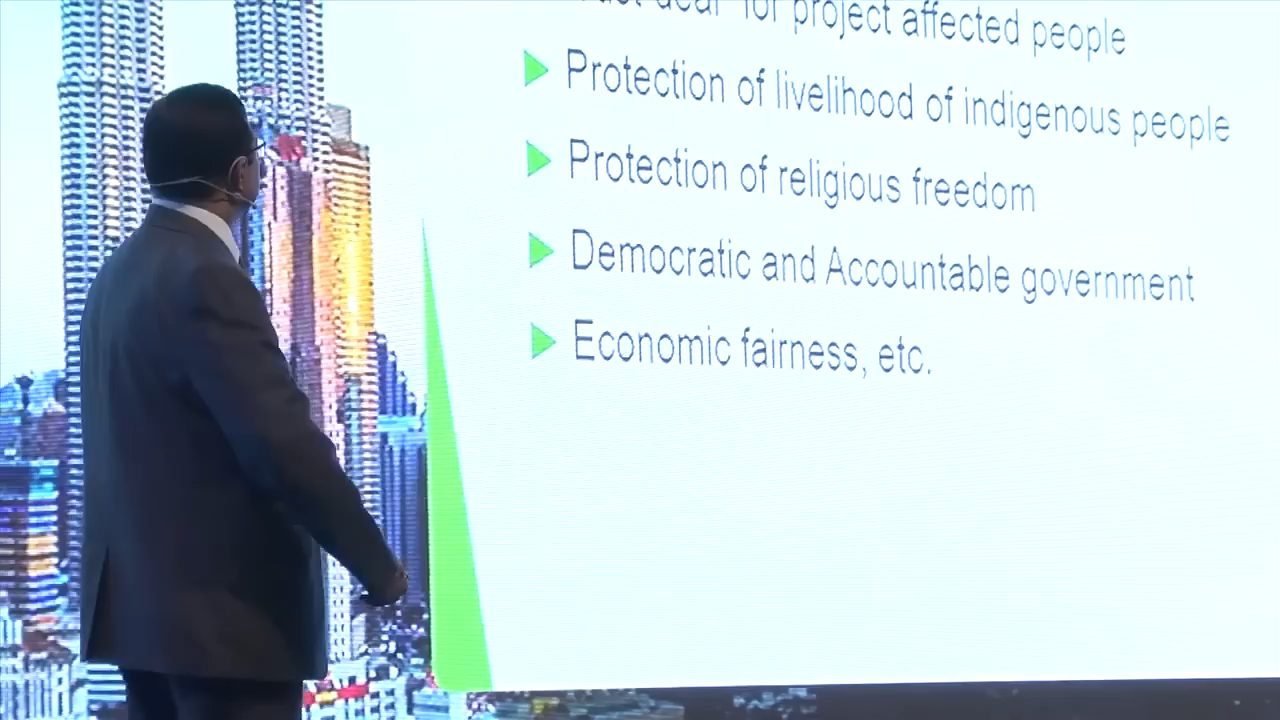 for project affected people
Protection of livelihood of indigenous people
Protection of religious freedom
Democratic and Accountable government
Economic fairness, etc.